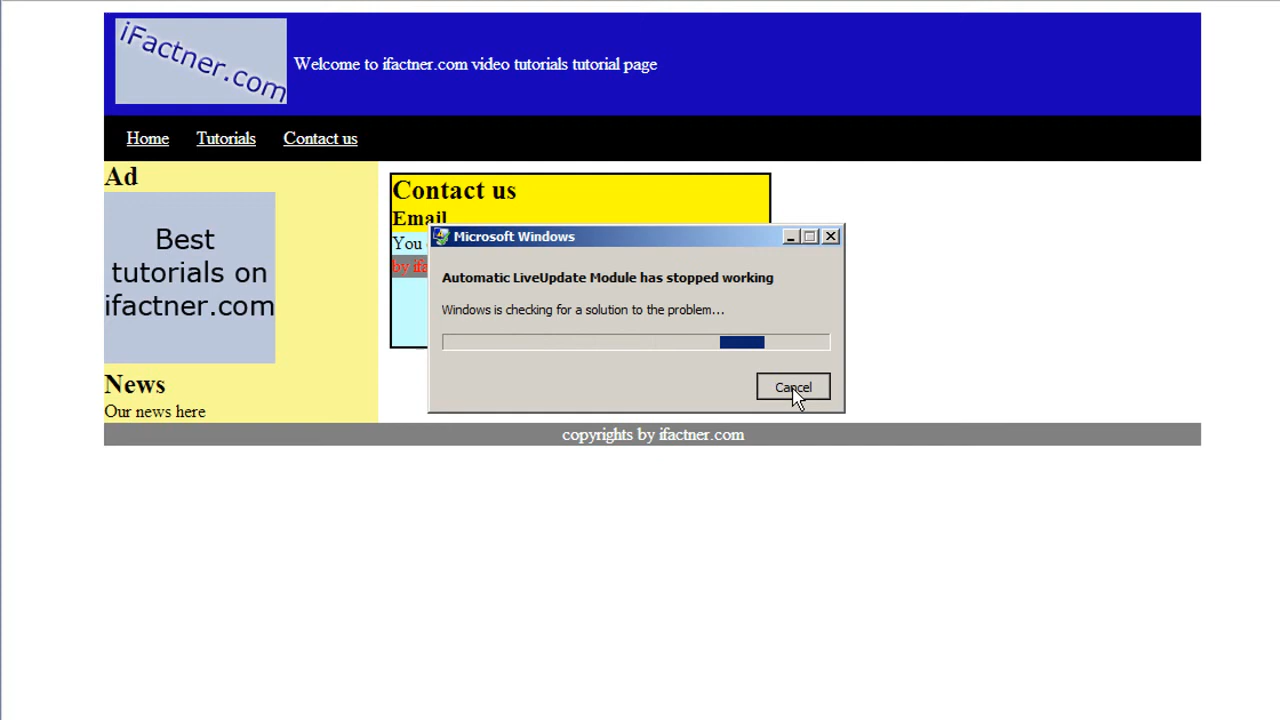 iFactner.com
Welcome to ifactner.com video tutorials tutorial page
Home Tutorials Contact us
Ad
Best
tutorials on
ifactner.com
News
Our news here
Contact us
Email
You
by ifa
Microsoft Windows
Automatic LiveUpdate Module has stopped working
Windows is checking for a solution to the problem...
Cancel
copyrights by ifactner.com